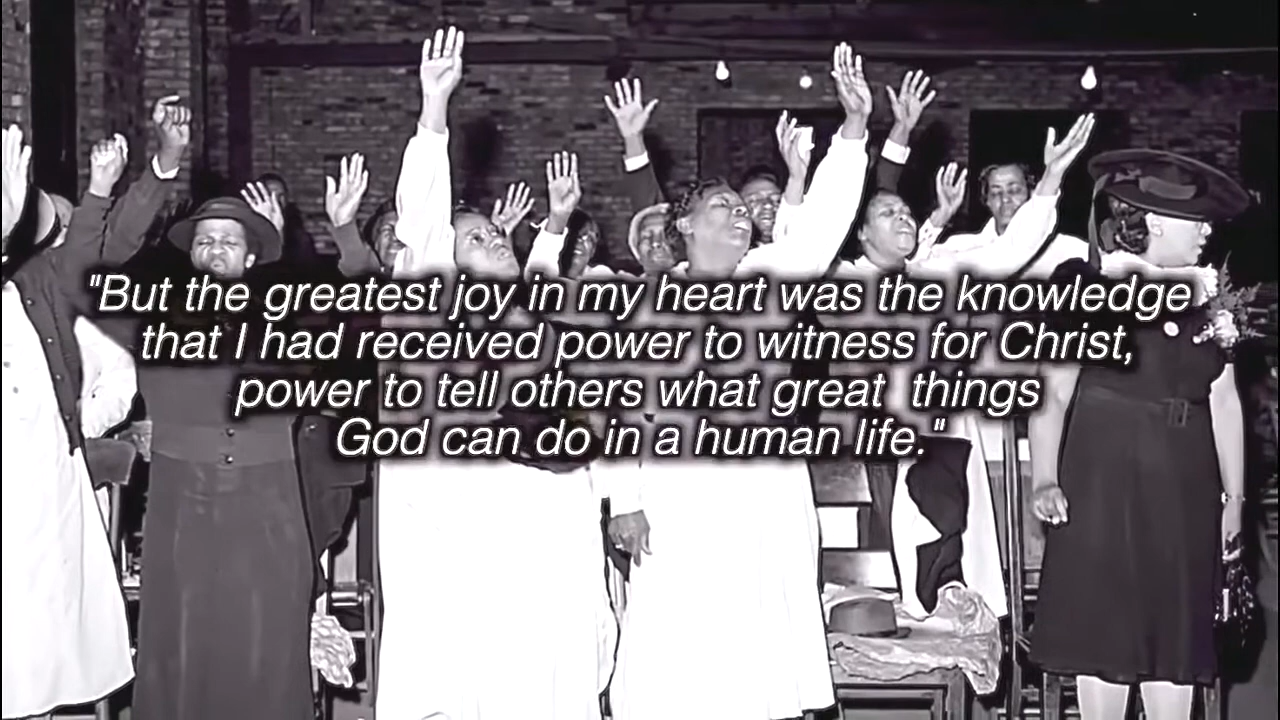 "But the greatest joy in my heart was the knowledge
that I had received power to witness for Christ,
power to tell others what great  things
God can do in a human life."